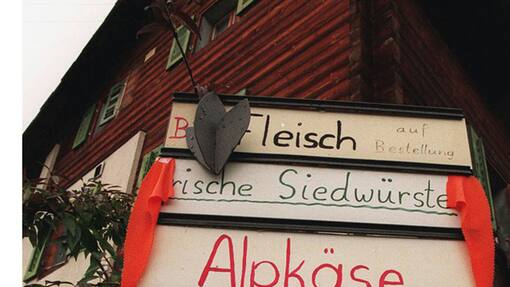 B Fleisch auf
Bestellung
rische Siedwürste
Alpkäse